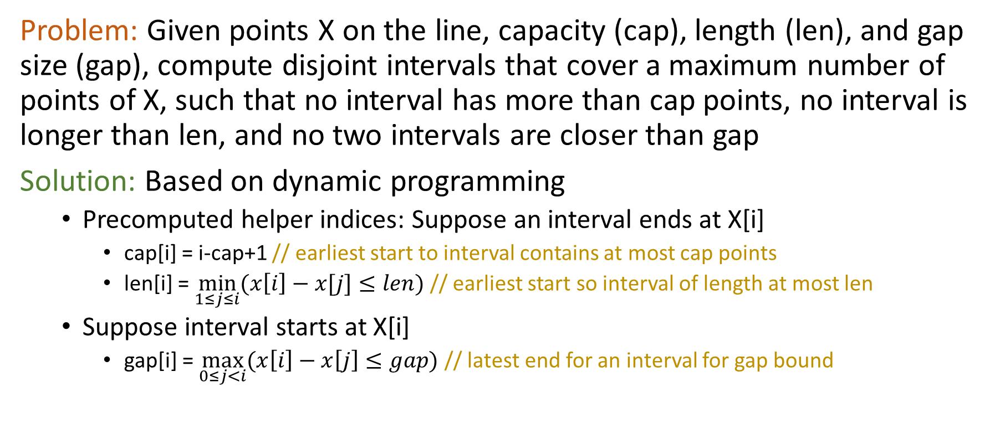 Problem: Given points X on the line, capacity (cap), length (len), and gap
size (gap), compute disjoint intervals that cover a maximum number of
points of X, such that no interval has more than cap points, no interval is
longer than len, and no two intervals are closer than gap
Solution: Based on dynamic programming
• Precomputed helper indices: Suppose an interval ends at X[i]
• cap[i] = i-cap+1 // earliest start to interval contains at most cap points
• len[i] = min_{1≤j≤i}(x[i] − x[j] ≤ len) // earliest start so interval of length at most len
• Suppose interval starts at X[i]
• gap[i] = max_{0≤j<i}(x[i] − x[j] ≤ gap) // latest end for an interval for gap bound